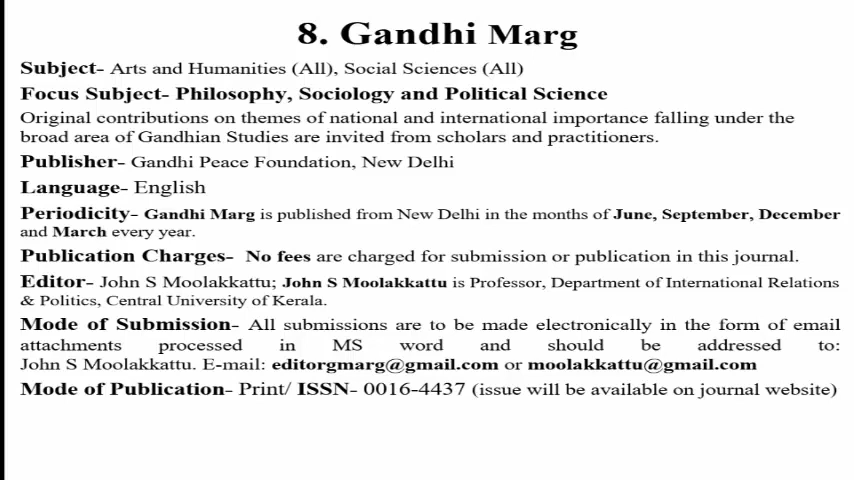 8. Gandhi Marg
Subject- Arts and Humanities (All), Social Sciences (All)
Focus Subject- Philosophy, Sociology and Political Science
Original contributions on themes of national and international importance falling under the
broad area of Gandhian Studies are invited from scholars and practitioners.
Publisher- Gandhi Peace Foundation, New Delhi
Language- English
Periodicity- Gandhi Marg is published from New Delhi in the months of June, September, December
and March every year.
Publication Charges- No fees are charged for submission or publication in this journal.
Editor- John S Moolakkattu; John S Moolakkattu is Professor, Department of International Relations
& Politics, Central University of Kerala.
Mode of Submission- All submissions are to be made electronically in the form of email
attachments processed in MS word and should be addressed to:
John S Moolakkattu. E-mail: editorgmarg@gmail.com or moolakkattu@gmail.com
Mode of Publication- Print/ ISSN- 0016-4437 (issue will be available on journal website)